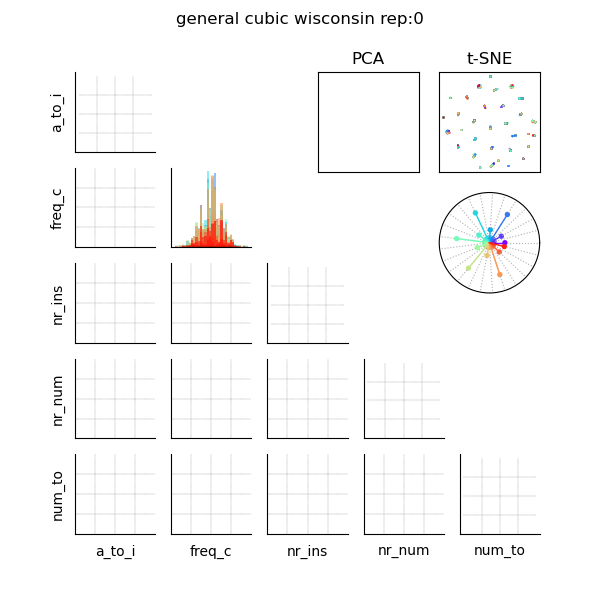 general cubic wisconsin rep:0
PCA
t-SNE
a_to_i
freq_c
nr_ins
nr_num
num_to
a_to_i
freq_c
nr_ins
nr_num
num_to